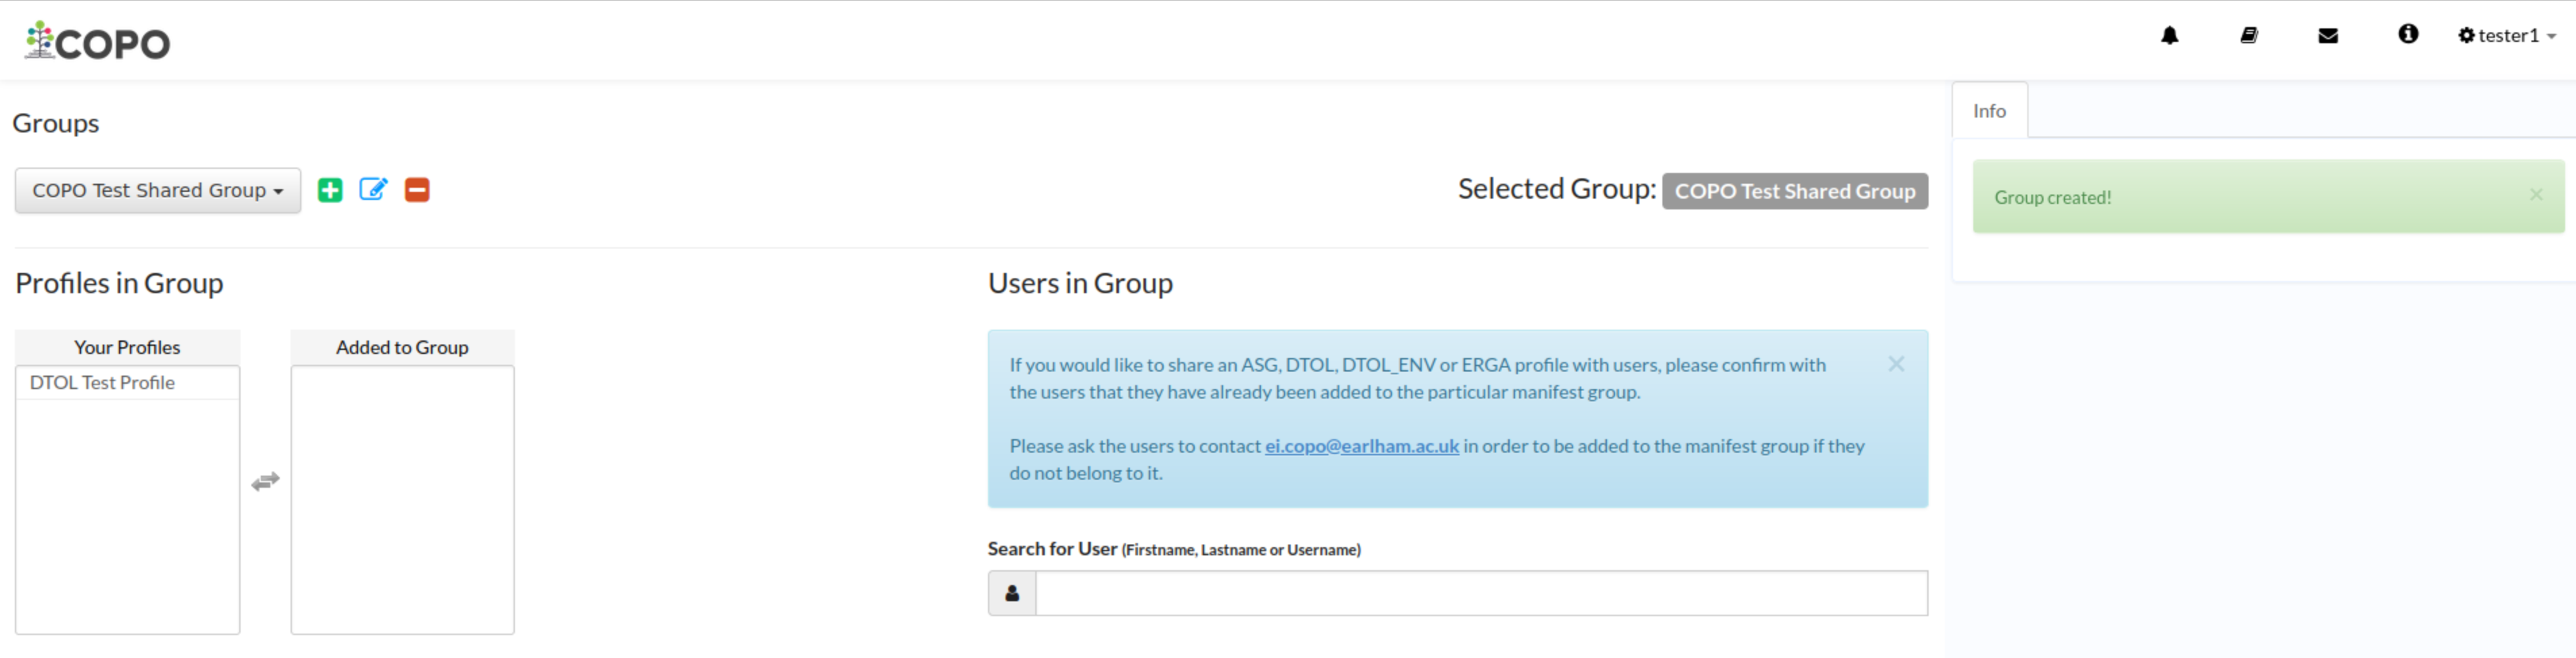 COPO
tester1
Groups
Info
COPO Test Shared Group
Selected Group: COPO Test Shared Group
Group created!
Profiles in Group
Users in Group
Your Profiles
Added to Group
DTOL Test Profile
If you would like to share an ASG, DTOL, DTOL_ENV or ERGA profile with users, please confirm with
the users that they have already been added to the particular manifest group.
Please ask the users to contact ei.copo@earlham.ac.uk in order to be added to the manifest group if they
do not belong to it.
Search for User (Firstname, Lastname or Username)